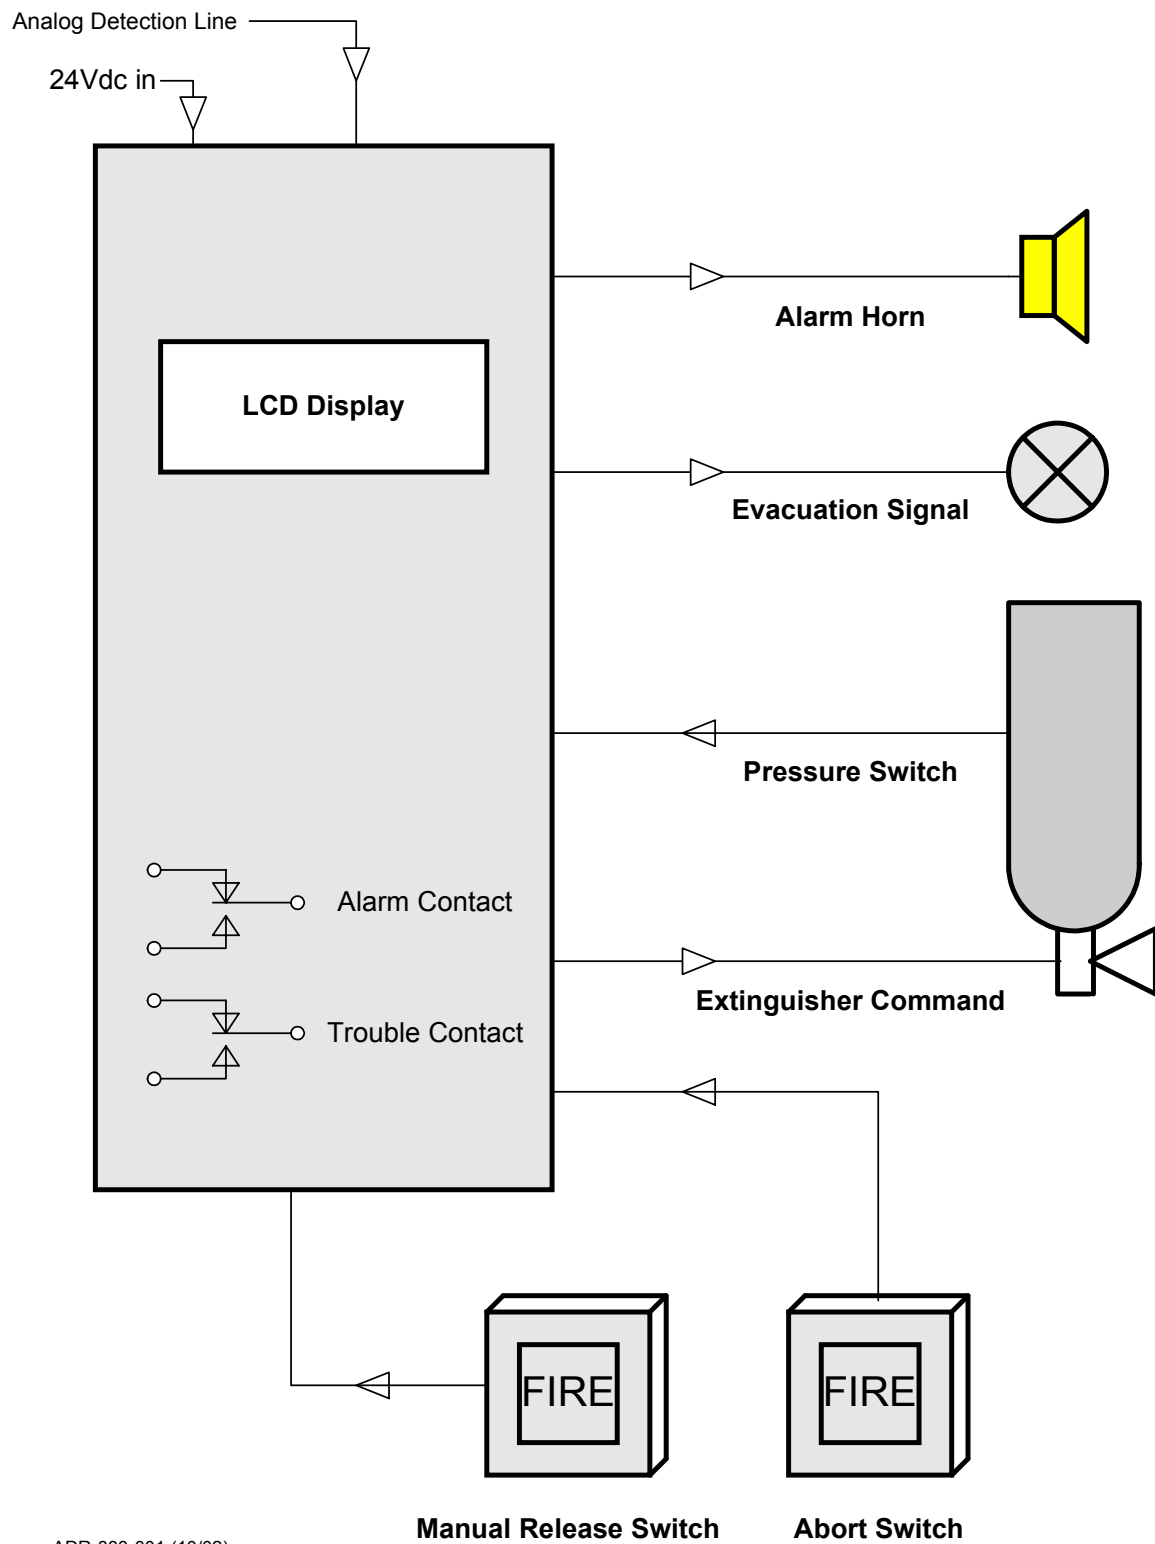 Analog Detection Line
24Vdc in
Alarm Horn
LCD Display
Evacuation Signal
Pressure Switch
Alarm Contact
Extinguisher Command
Trouble Contact
FIRE
FIRE
Manual Release Switch
Abort Switch